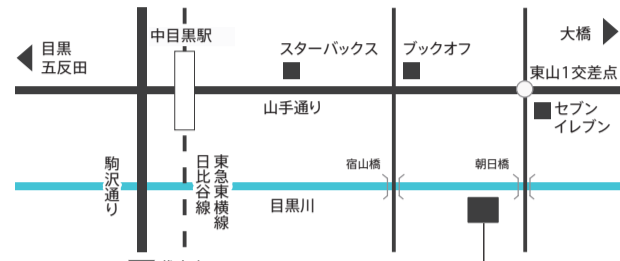 中目黒駅
目黒
五反田
スターバックス
ブックオフ
大橋
東山1交差点
セブン
イレブン
山手通り
駒沢通り
日比谷線
東急東横線
宿山橋
朝日橋
目黒川